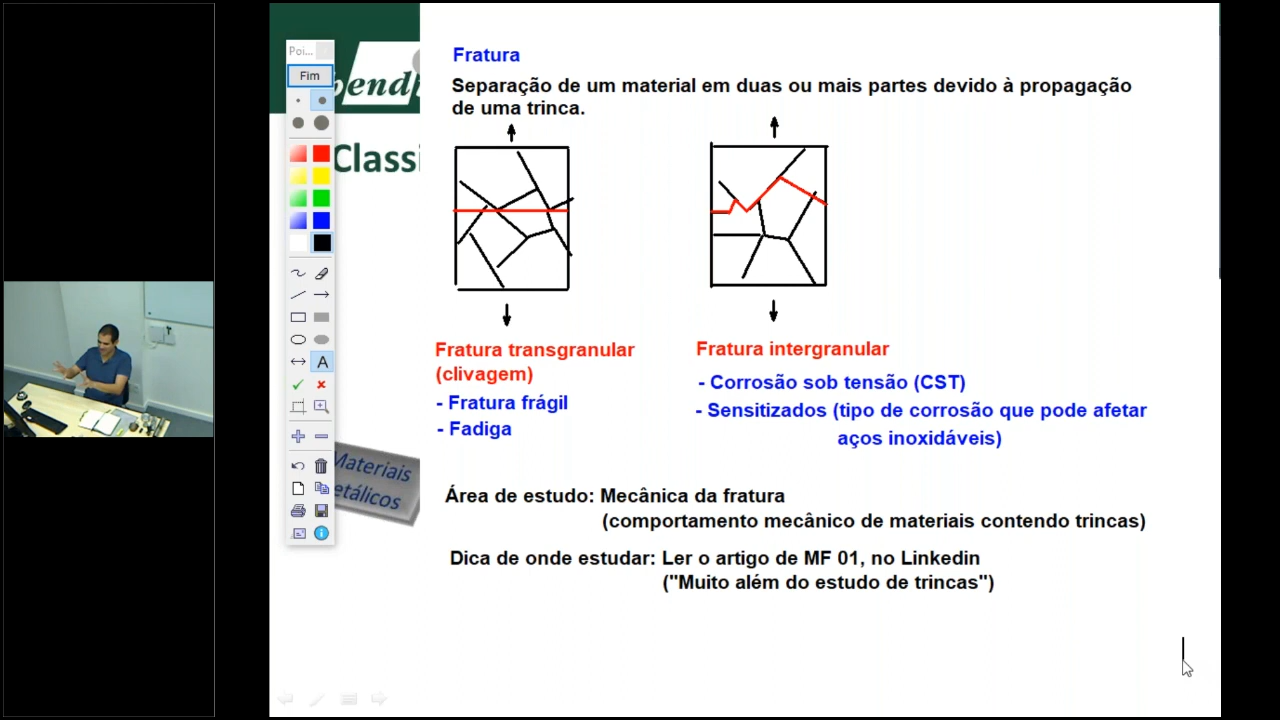 Poi...
Fim
bendi
Classi
Fratura
Separação de um material em duas ou mais partes devido à propagação
de uma trinca.
Fratura transgranular
(clivagem)
- Fratura frágil
- Fadiga
Fratura intergranular
- Corrosão sob tensão (CST)
- Sensitizados (tipo de corrosão que pode afetar
aços inoxidáveis)
A
Materiais
etálicos
Área de estudo: Mecânica da fratura
(comportamento mecânico de materiais contendo trincas)
Dica de onde estudar: Ler o artigo de MF 01, no Linkedin
("Muito além do estudo de trincas")